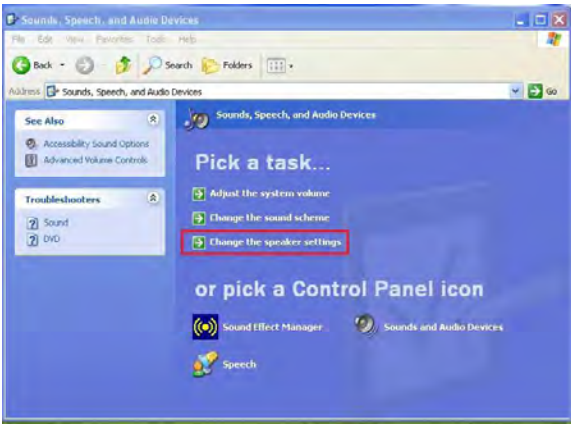 Sounds, Speech, and Audio Devices
File Edit View Favorites Tools Help
Back Search Folders
Address Sounds, Speech, and Audio Devices Go
See Also
Accessibility Sound Options
Advanced Volume Controls
Troubleshooters
Sound
DVD
Sounds, Speech, and Audio Devices
Pick a task...
Adjust the system volume
Change the sound scheme
Change the speaker settings
or pick a Control Panel icon
Sound Effect Manager Sounds and Audio Devices
Speech